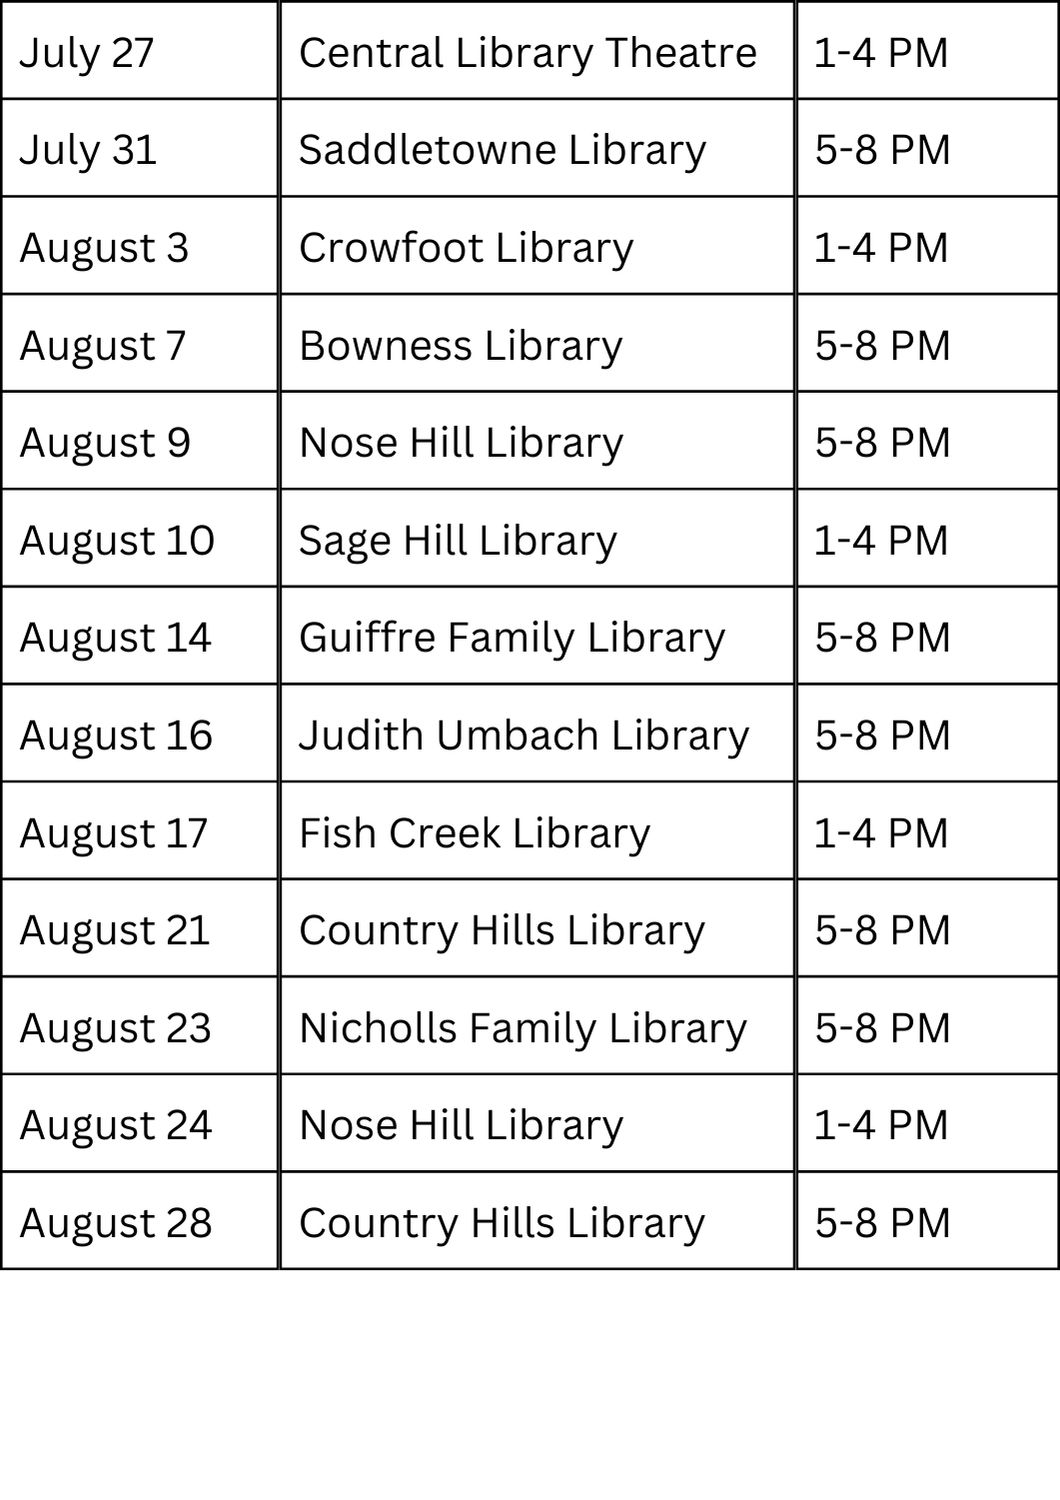 July 27 Central Library Theatre 1-4 PM
July 31 Saddletowne Library 5-8 PM
August 3 Crowfoot Library 1-4 PM
August 7 Bowness Library 5-8 PM
August 9 Nose Hill Library 5-8 PM
August 10 Sage Hill Library 1-4 PM
August 14 Guiffre Family Library 5-8 PM
August 16 Judith Umbach Library 5-8 PM
August 17 Fish Creek Library 1-4 PM
August 21 Country Hills Library 5-8 PM
August 23 Nicholls Family Library 5-8 PM
August 24 Nose Hill Library 1-4 PM
August 28 Country Hills Library 5-8 PM